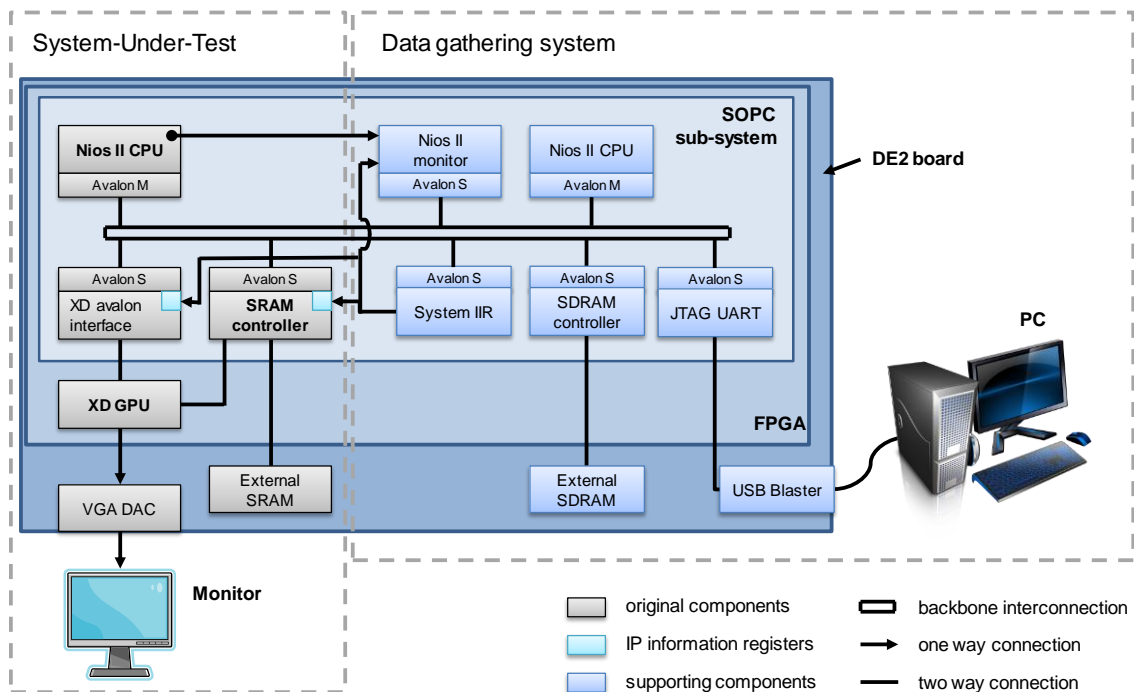 System-Under-Test
Data gathering system
SOPC
sub-system
Nios II CPU
Avalon M
Nios II
monitor
Avalon S
Nios II CPU
Avalon M
DE2 board
Avalon S
XD avalon
interface
Avalon S
SRAM
controller
Avalon S
System IIR
Avalon S
SDRAM
controller
Avalon S
JTAG UART
PC
XD GPU
FPGA
VGA DAC
External
SRAM
External
SDRAM
USB Blaster
Monitor
original components
IP information registers
supporting components
backbone interconnection
one way connection
two way connection